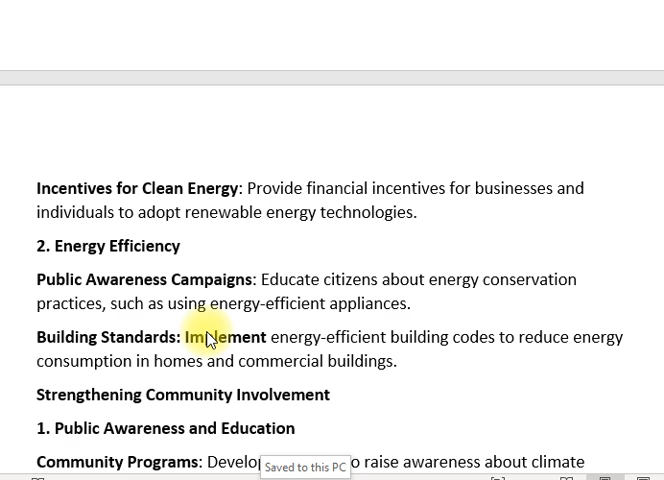 Incentives for Clean Energy: Provide financial incentives for businesses and
individuals to adopt renewable energy technologies.
2. Energy Efficiency
Public Awareness Campaigns: Educate citizens about energy conservation
practices, such as using energy-efficient appliances.
Building Standards: Implement energy-efficient building codes to reduce energy
consumption in homes and commercial buildings.
Strengthening Community Involvement
1. Public Awareness and Education
Community Programs: to raise awareness about climate
Saved to this PC